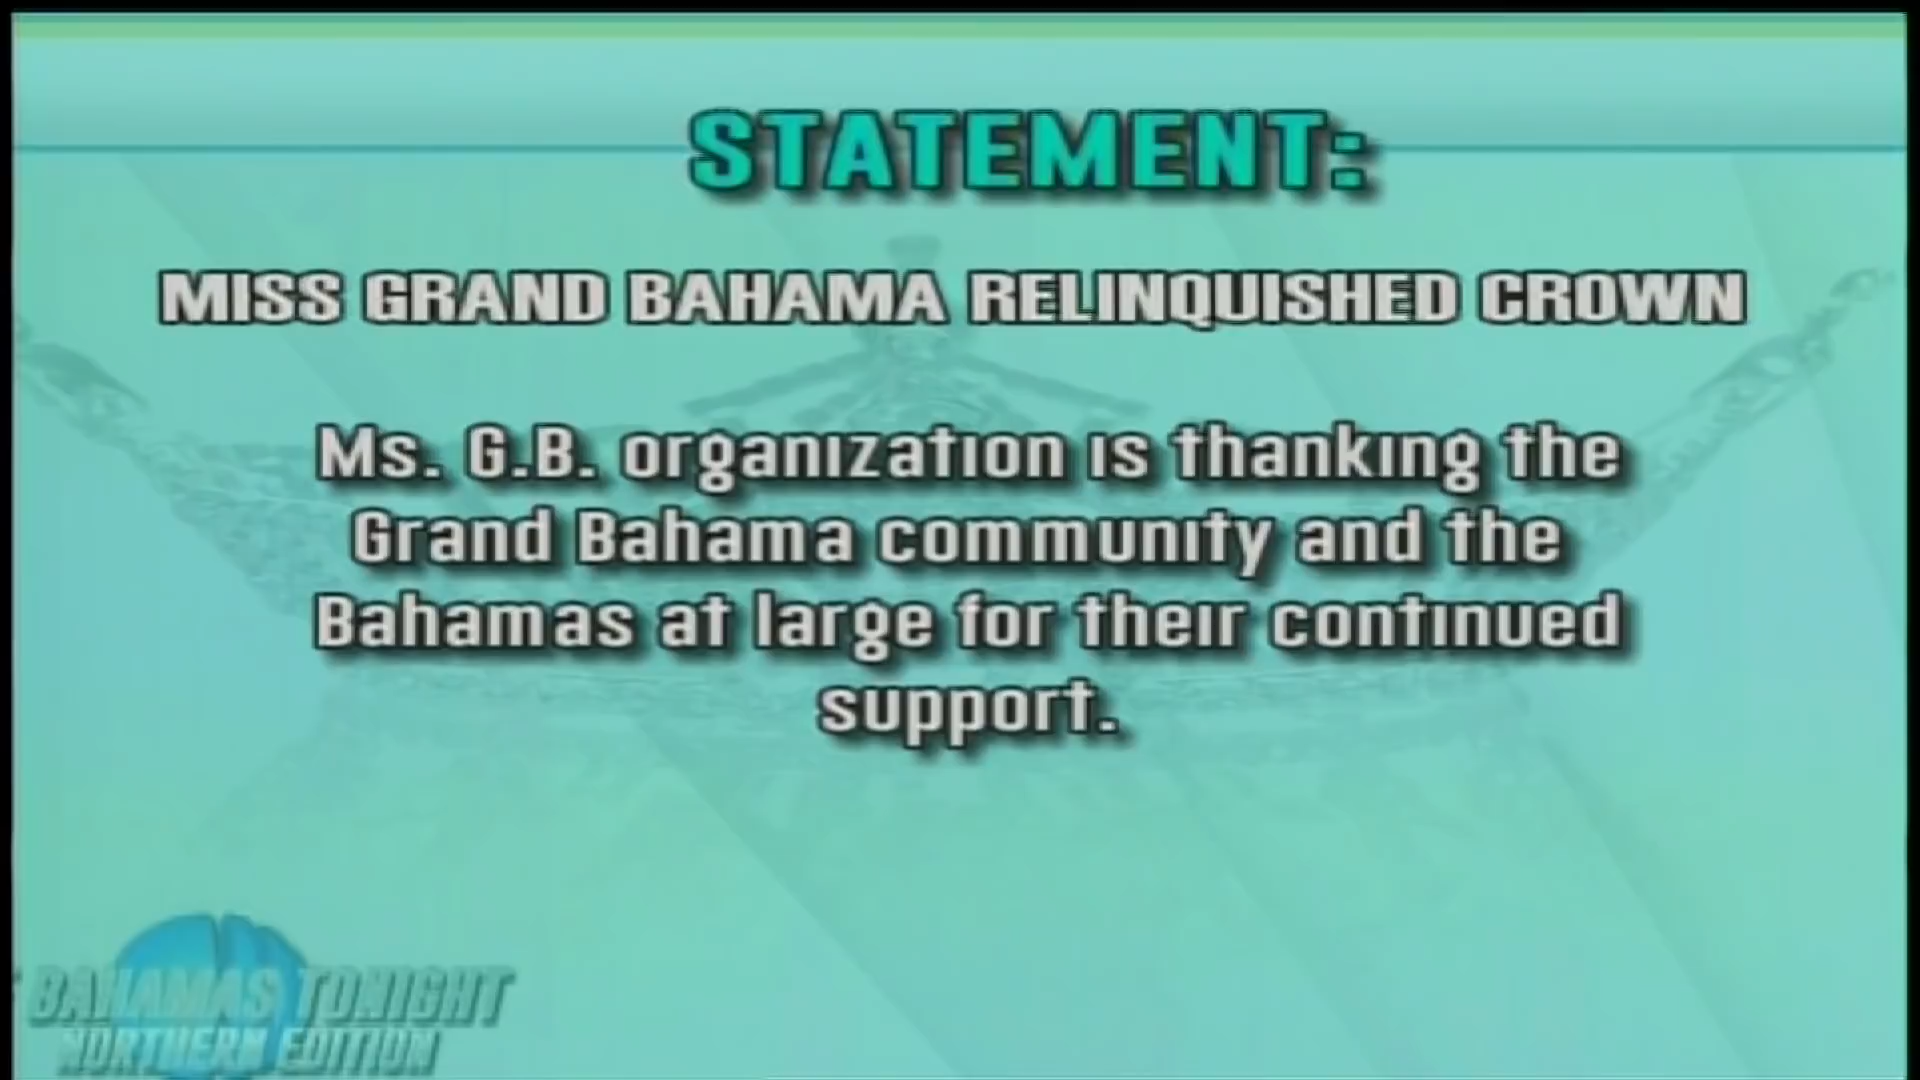 STATEMENT:
MISS GRAND BAHAMA RELINQUISHED CROWN
Ms. G.B. organization is thanking the
Grand Bahama community and the
Bahamas at large for their continued
support.
BAHAMAS TONIGHT
NORTHERN EDITION